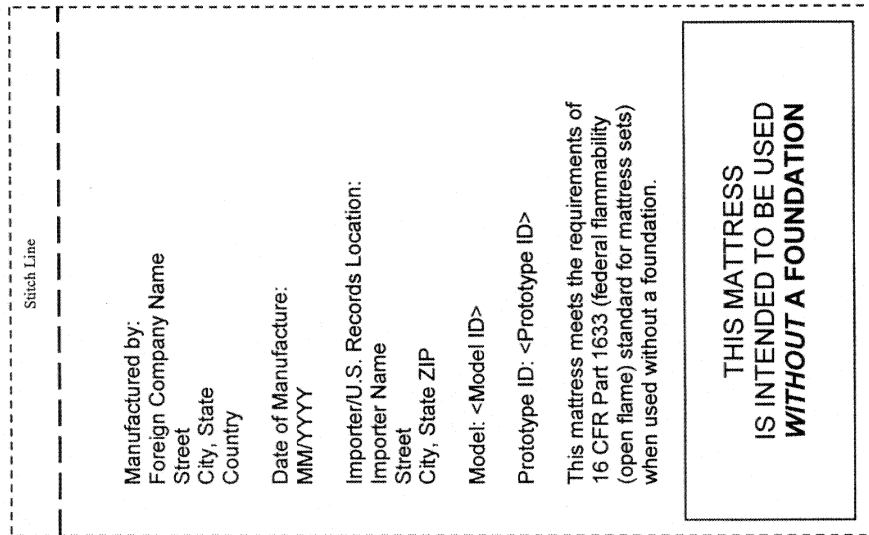 Stitch Line
Manufactured by:
Foreign Company Name
Street
City, State
Country
Date of Manufacture:
MM/YYYY
Importer/U.S. Records Location:
Importer Name
Street
City, State ZIP
Model: <Model ID>
Prototype ID: <Prototype ID>
This mattress meets the requirements of
16 CFR Part 1633 (federal flammability
(open flame) standard for mattress sets)
when used without a foundation.
THIS MATTRESS
IS INTENDED TO BE USED
WITHOUT A FOUNDATION